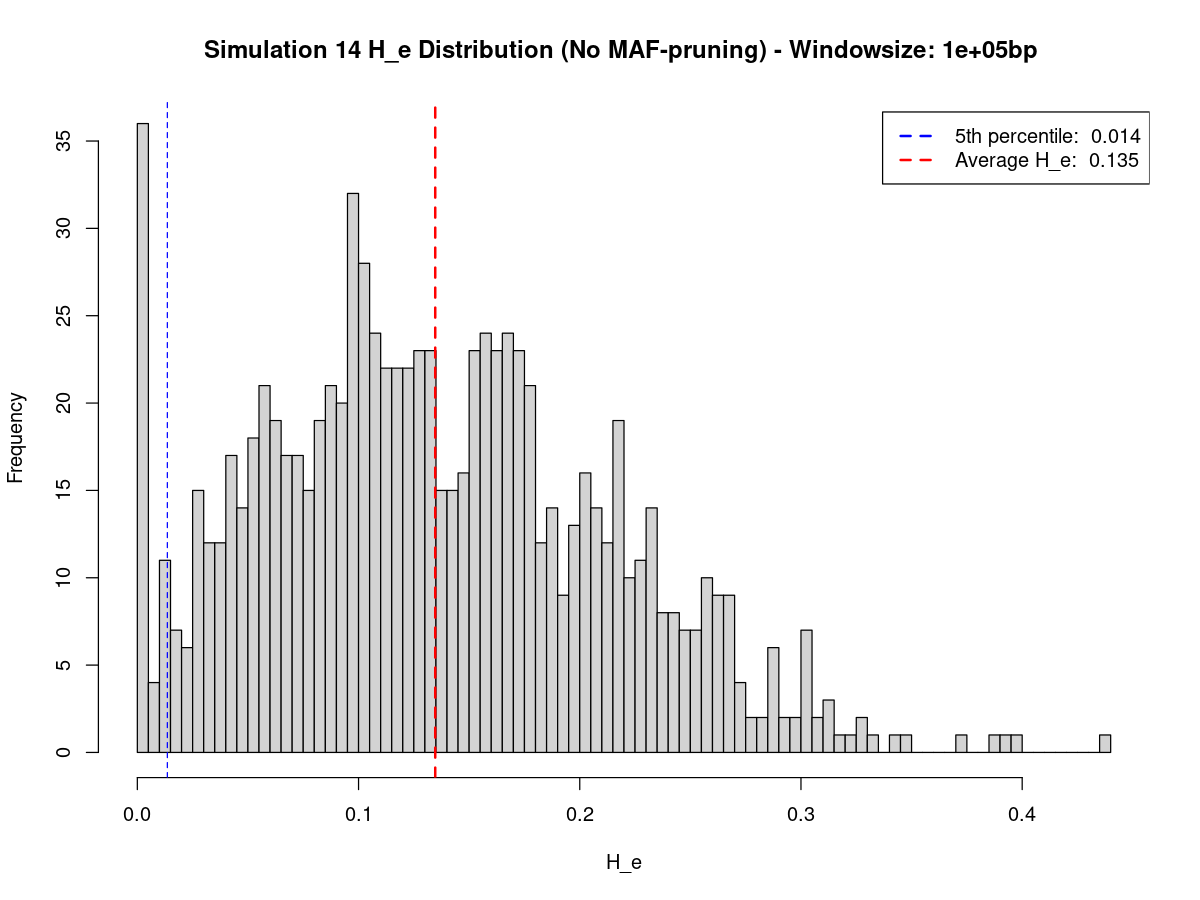 Simulation 14 H_e Distribution (No MAF-pruning) - Windowsize: 1e+05bp
5th percentile:  0.014
Average H_e:  0.135
Frequency
35
30
25
20
15
10
5
0
0.0
0.1
0.2
0.3
0.4
H_e